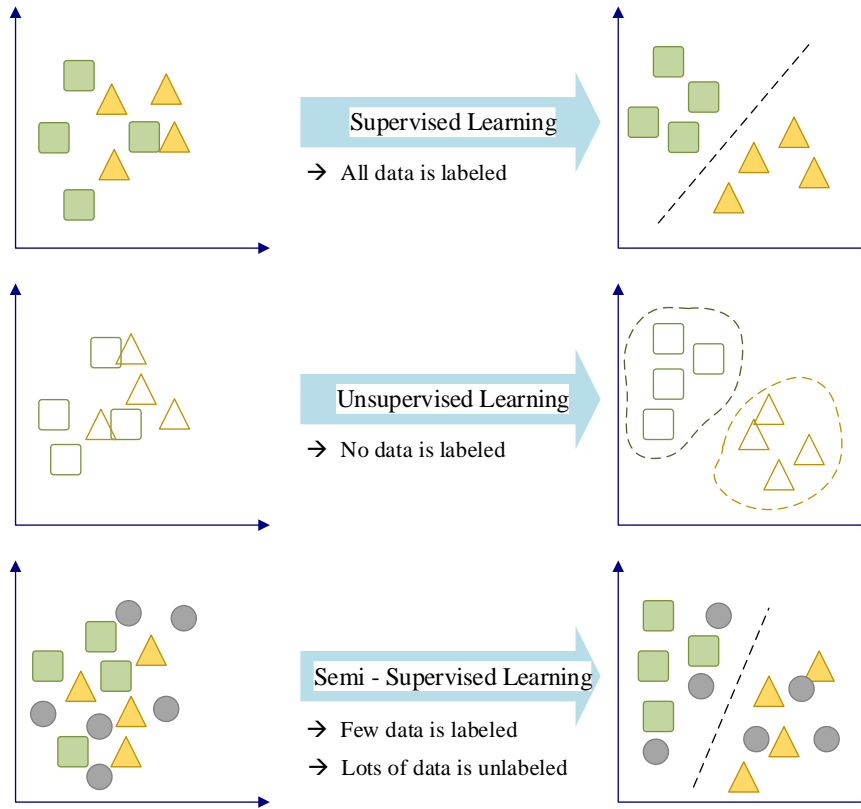 Supervised Learning
→ All data is labeled
Unsupervised Learning
→ No data is labeled
Semi - Supervised Learning
→ Few data is labeled
→ Lots of data is unlabeled